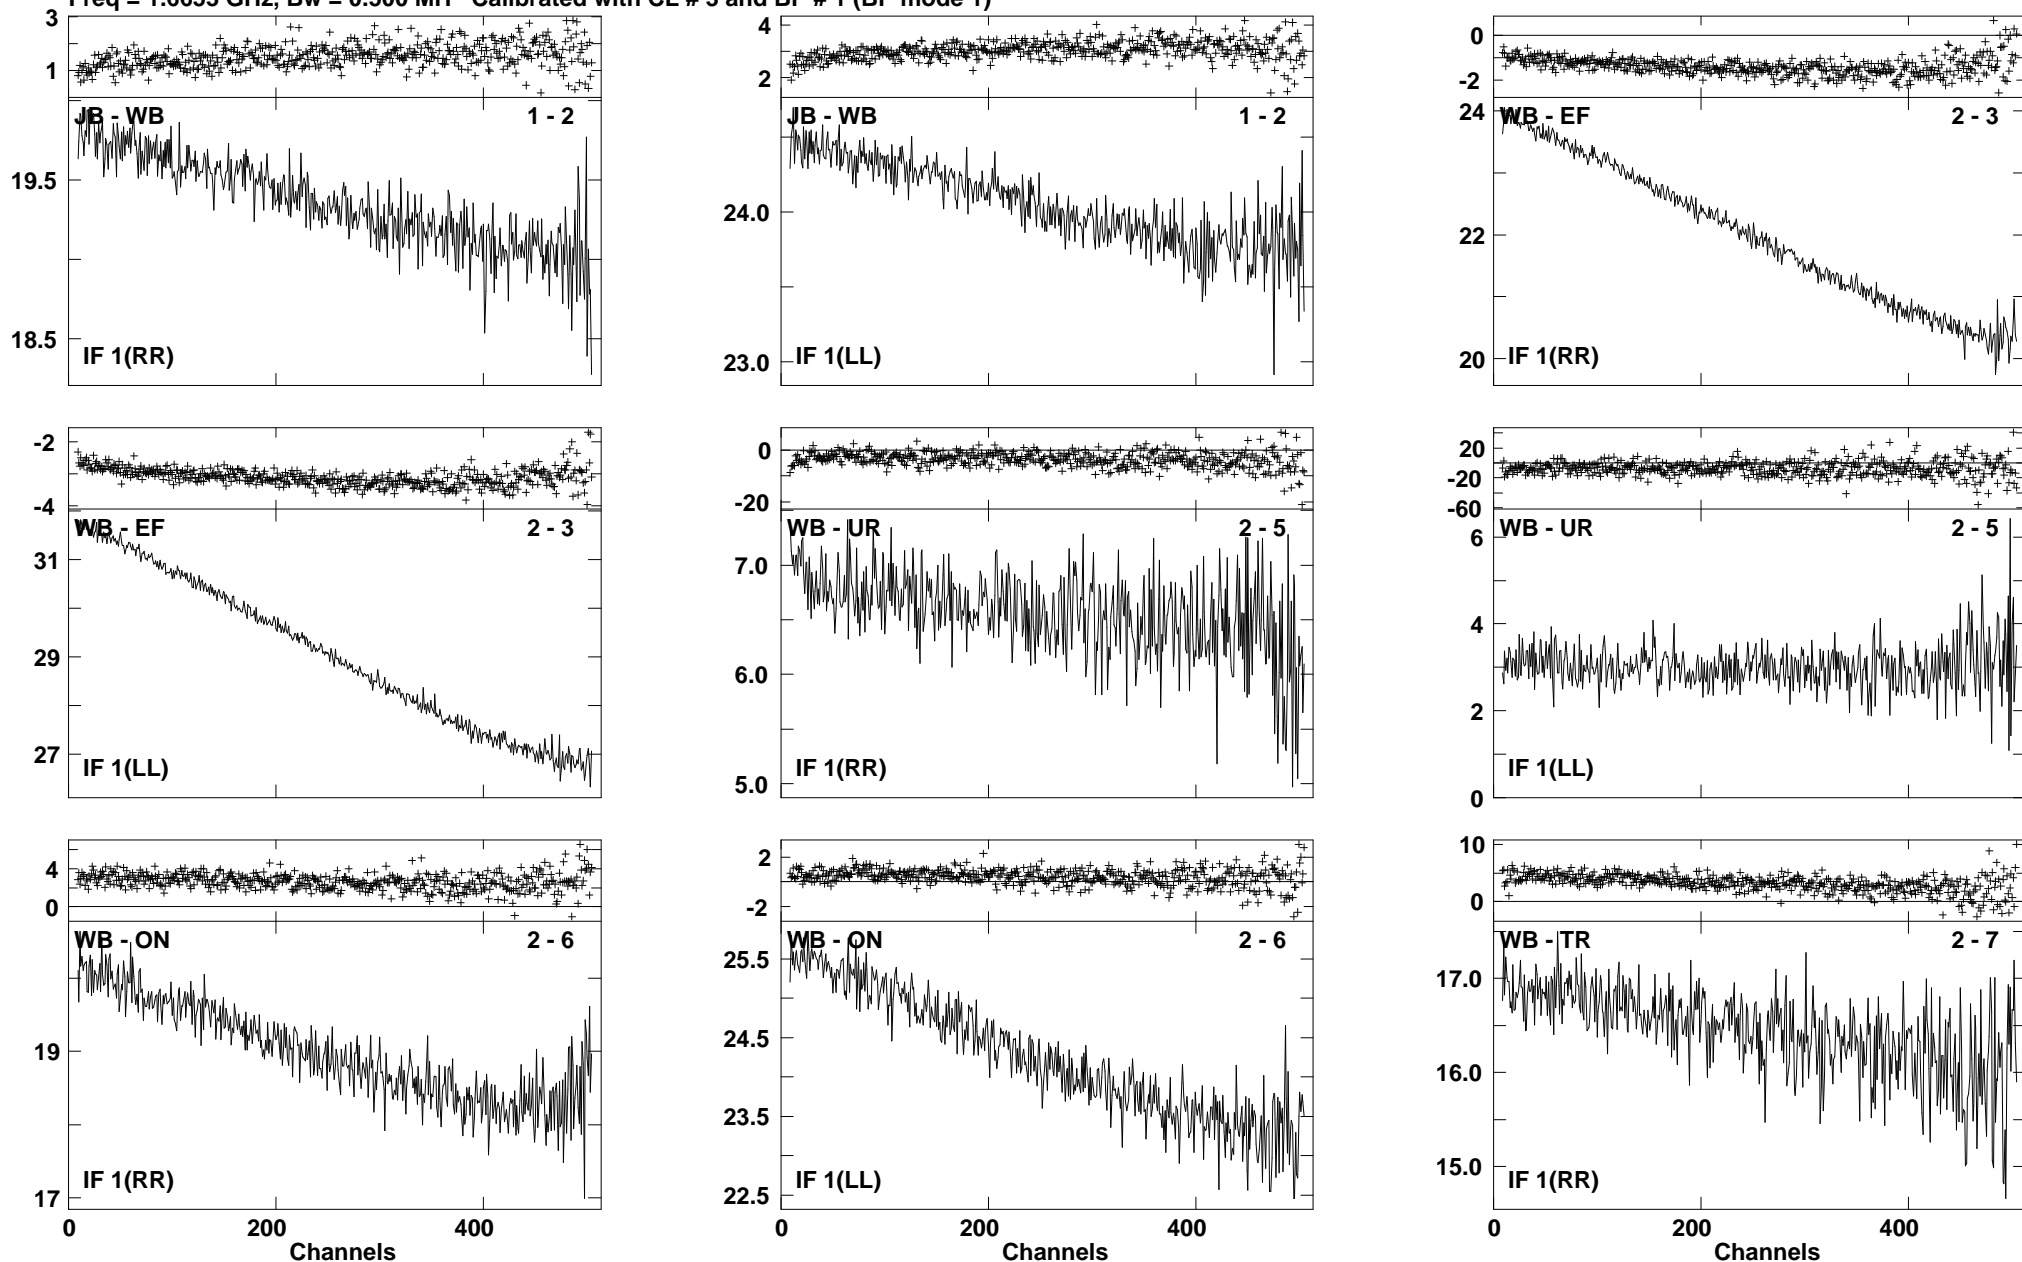 3
1
JB - WB
1 - 2
19.5
18.5
IF 1(RR)
4
2
JB - WB
1 - 2
24.0
23.0
IF 1(LL)
0
-2
24
WB - EF
2 - 3
22
20
IF 1(RR)
-2
-4
WB - EF
2 - 3
31
29
27
IF 1(LL)
0
-20
WB - UR
2 - 5
7.0
6.0
5.0
IF 1(RR)
20
-20
-60
WB - UR
2 - 5
6
4
2
0
IF 1(LL)
4
0
WB - ON
2 - 6
19
17
IF 1(RR)
0
200
400
Channels
2
-2
WB - ON
2 - 6
25.5
24.5
23.5
22.5
IF 1(LL)
0
200
400
Channels
10
0
WB - TR
2 - 7
17.0
16.0
15.0
IF 1(RR)
0
200
400
Channels